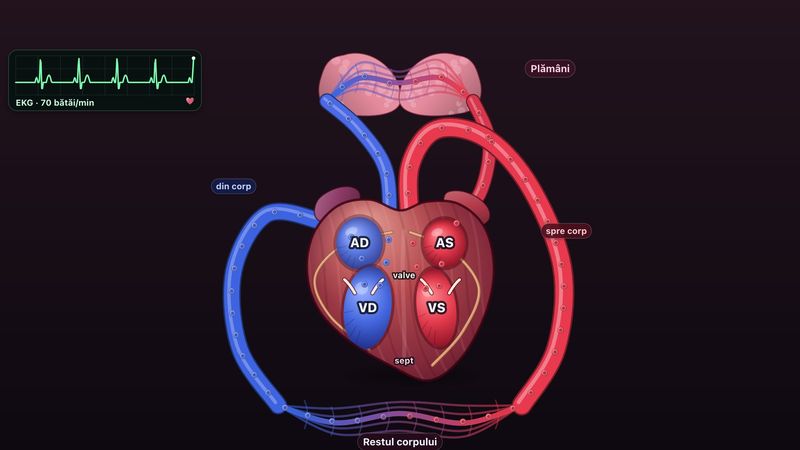 EKG · 70 bătăi/min
Plămâni
din corp
spre corp
AD
AS
valve
VD
VS
sept
Restul corpului